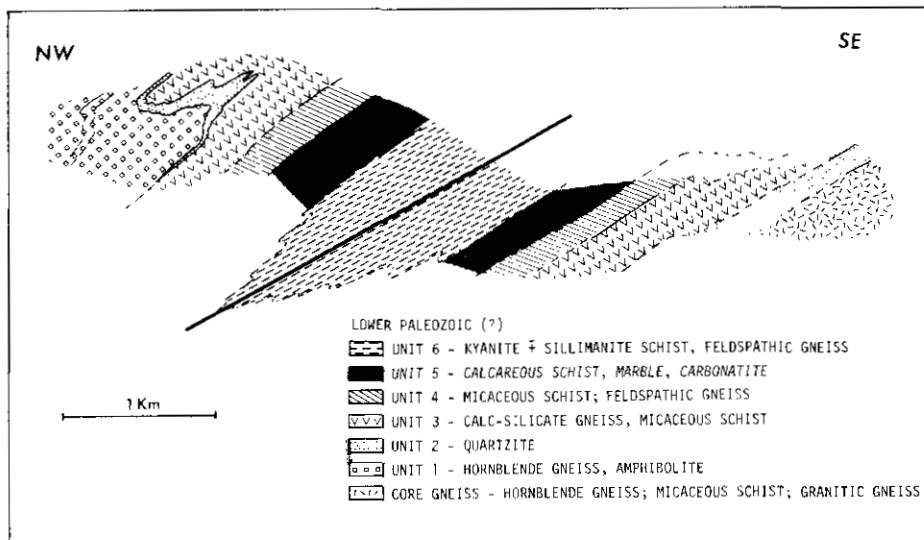 NW
SE
LOWER PALEOZOIC (?)
UNIT 6 - KYANITE ∓ SILLIMANITE SCHIST, FELDSPATHIC GNEISS
UNIT 5 - CALCAREOUS SCHIST, MARBLE, CARBONATITE
UNIT 4 - MICACEOUS SCHIST; FELDSPATHIC GNEISS
UNIT 3 - CALC-SILICATE GNEISS, MICACEOUS SCHIST
UNIT 2 - QUARTZITE
UNIT 1 - HORNBLENDE GNEISS, AMPHIBOLITE
CORE GNEISS - HORNBLENDE GNEISS; MICACEOUS SCHIST; GRANITIC GNEISS
1 Km